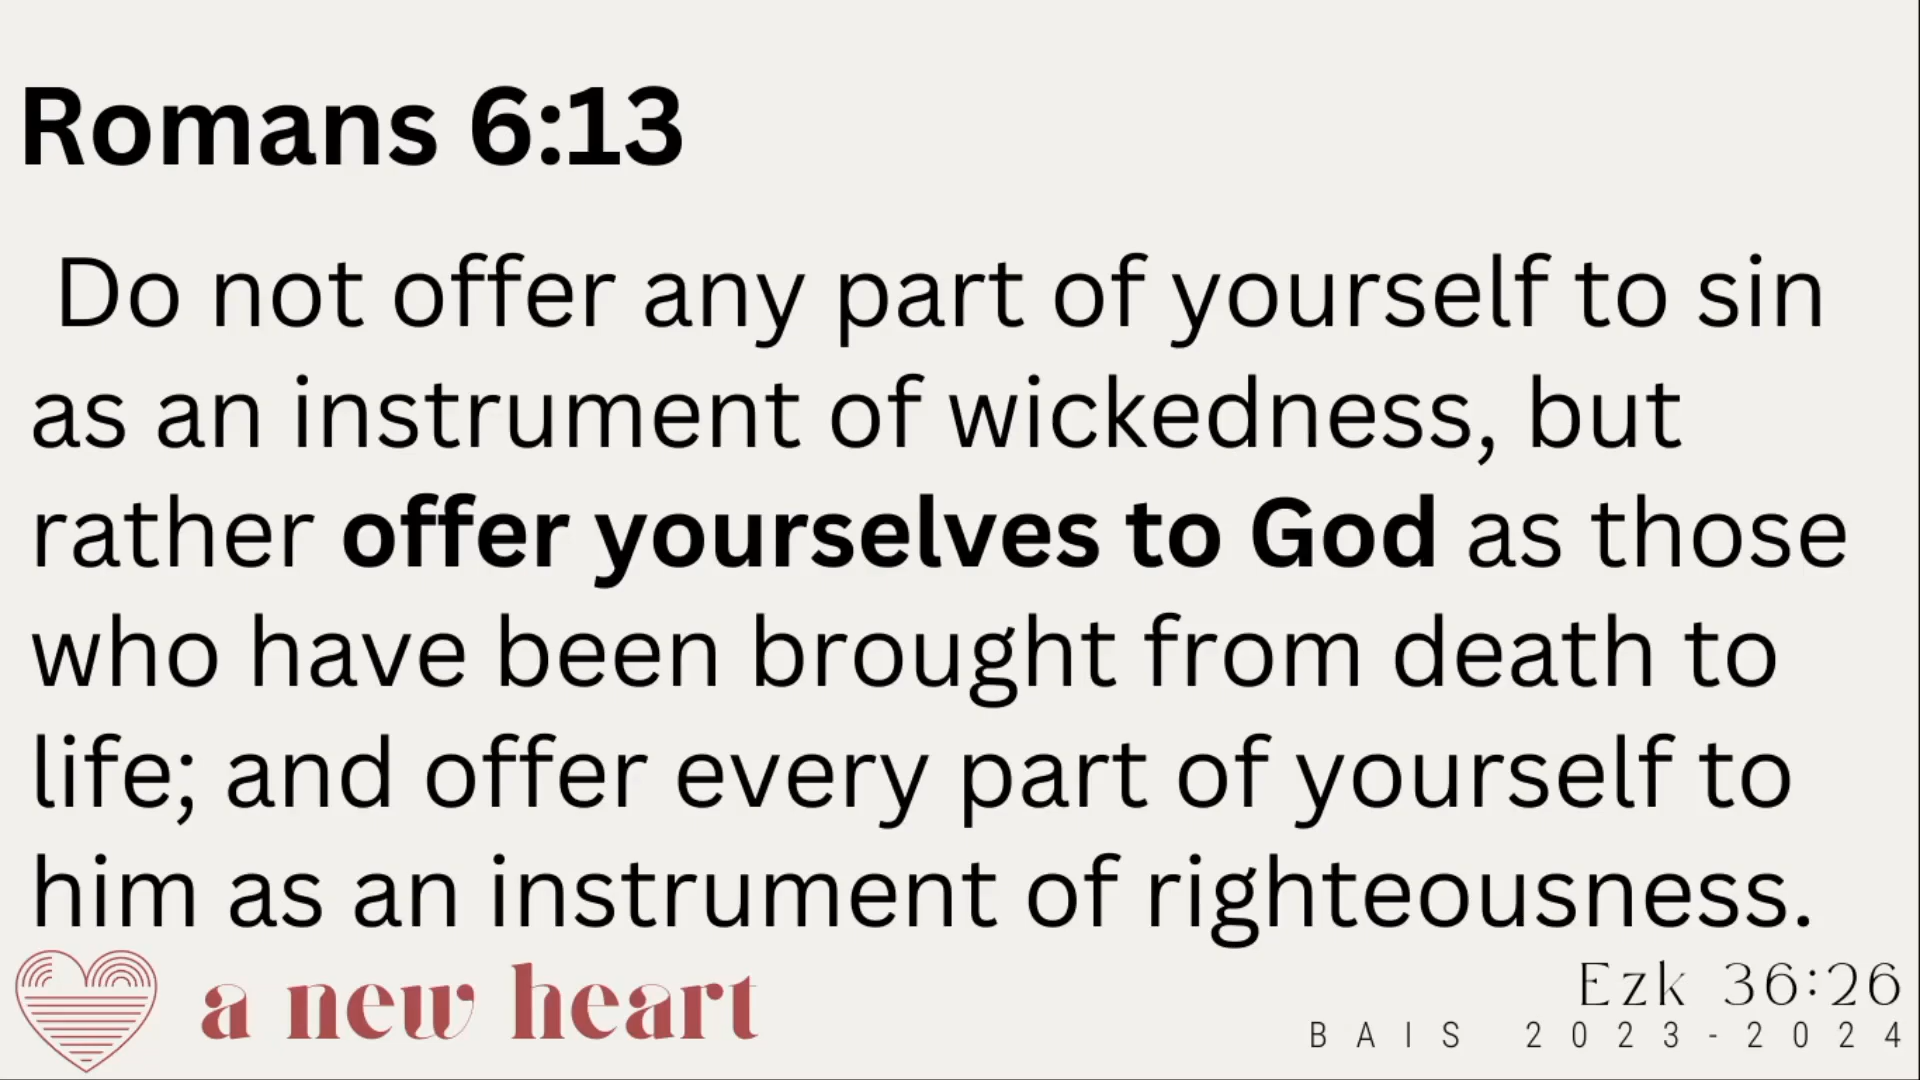 Romans 6:13
Do not offer any part of yourself to sin
as an instrument of wickedness, but
rather offer yourselves to God as those
who have been brought from death to
life; and offer every part of yourself to
him as an instrument of righteousness.
a new heart
Ezk 36:26
BAIS 2023-2024